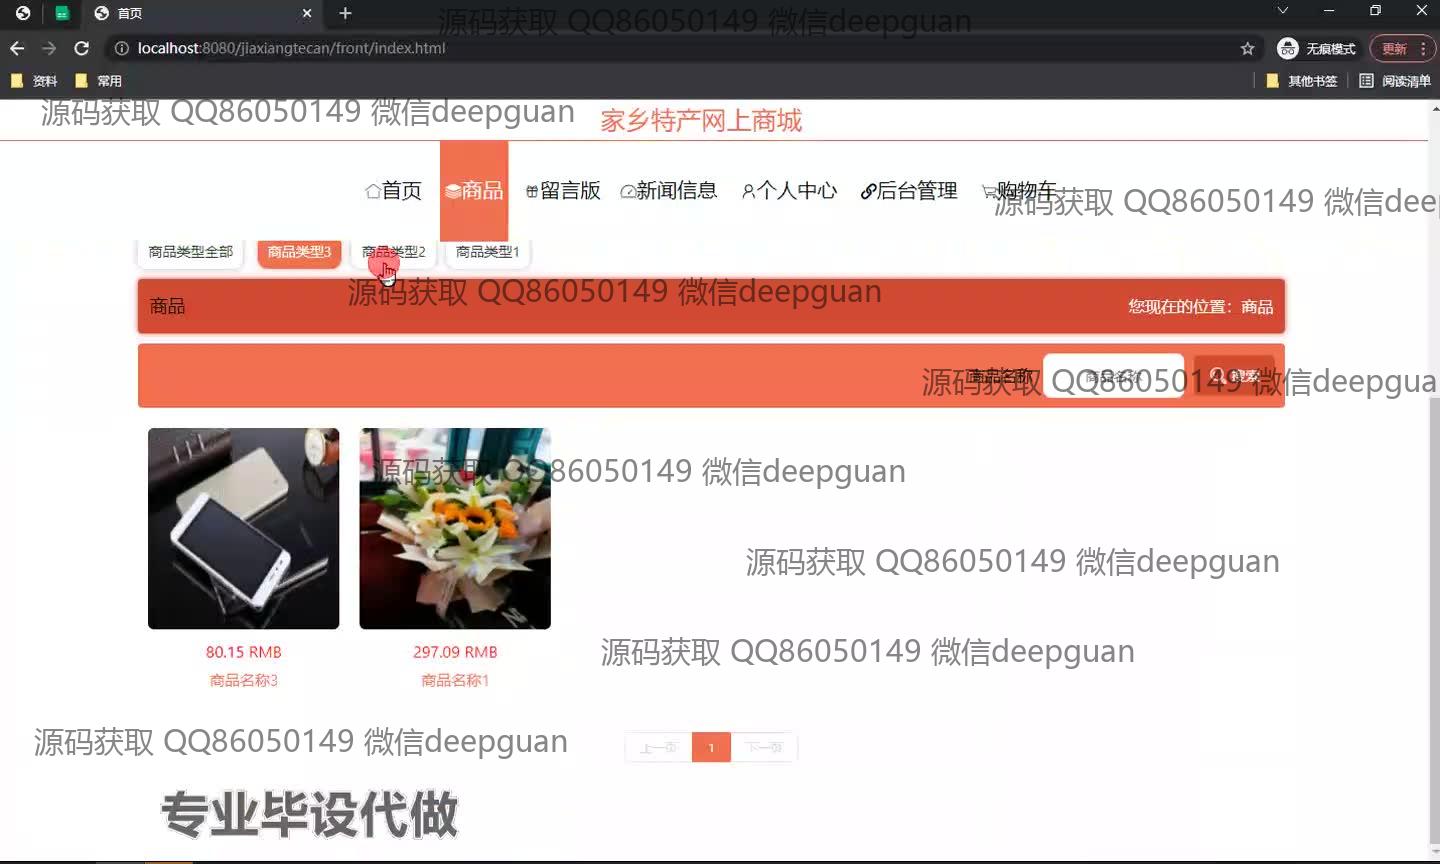 首页
源码获取 QQ86050149 微信deepguan
localhost:8080/jiaxiangtecan/front/index.html
无痕模式
更新
资料
常用
其他书签
阅读清单
源码获取 QQ86050149 微信deepguan
家乡特产网上商城
首页
商品
留言版
新闻信息
个人中心
后台管理
购物车
源码获取 QQ86050149 微信deep
商品类型全部
商品类型3
商品类型2
商品类型1
源码获取 QQ86050149 微信deepguan
商品
您现在的位置：商品
商品名称
商品名称
搜索
源码获取 QQ86050149 微信deepgua
源码获取 QQ86050149 微信deepguan
源码获取 QQ86050149 微信deepguan
80.15 RMB
297.09 RMB
源码获取 QQ86050149 微信deepguan
商品名称3
商品名称1
源码获取 QQ86050149 微信deepguan
上一页
1
下一页
专业毕设代做